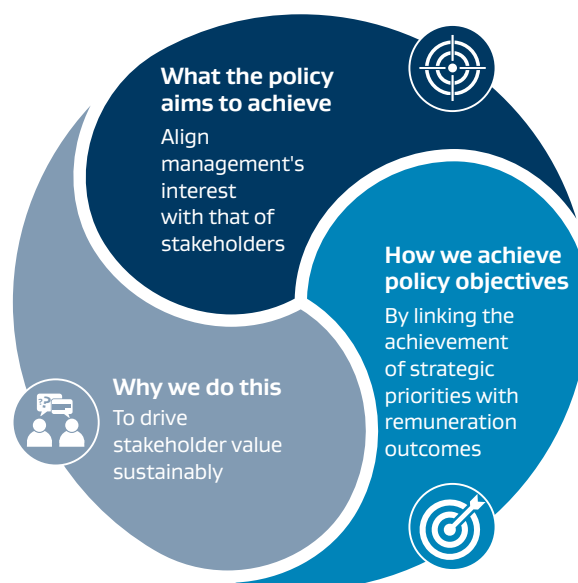 What the policy
aims to achieve
Align
management's
interest
with that of
stakeholders
How we achieve
policy objectives
By linking the
achievement
of strategic
priorities with
remuneration
outcomes
Why we do this
To drive
stakeholder value
sustainably
??